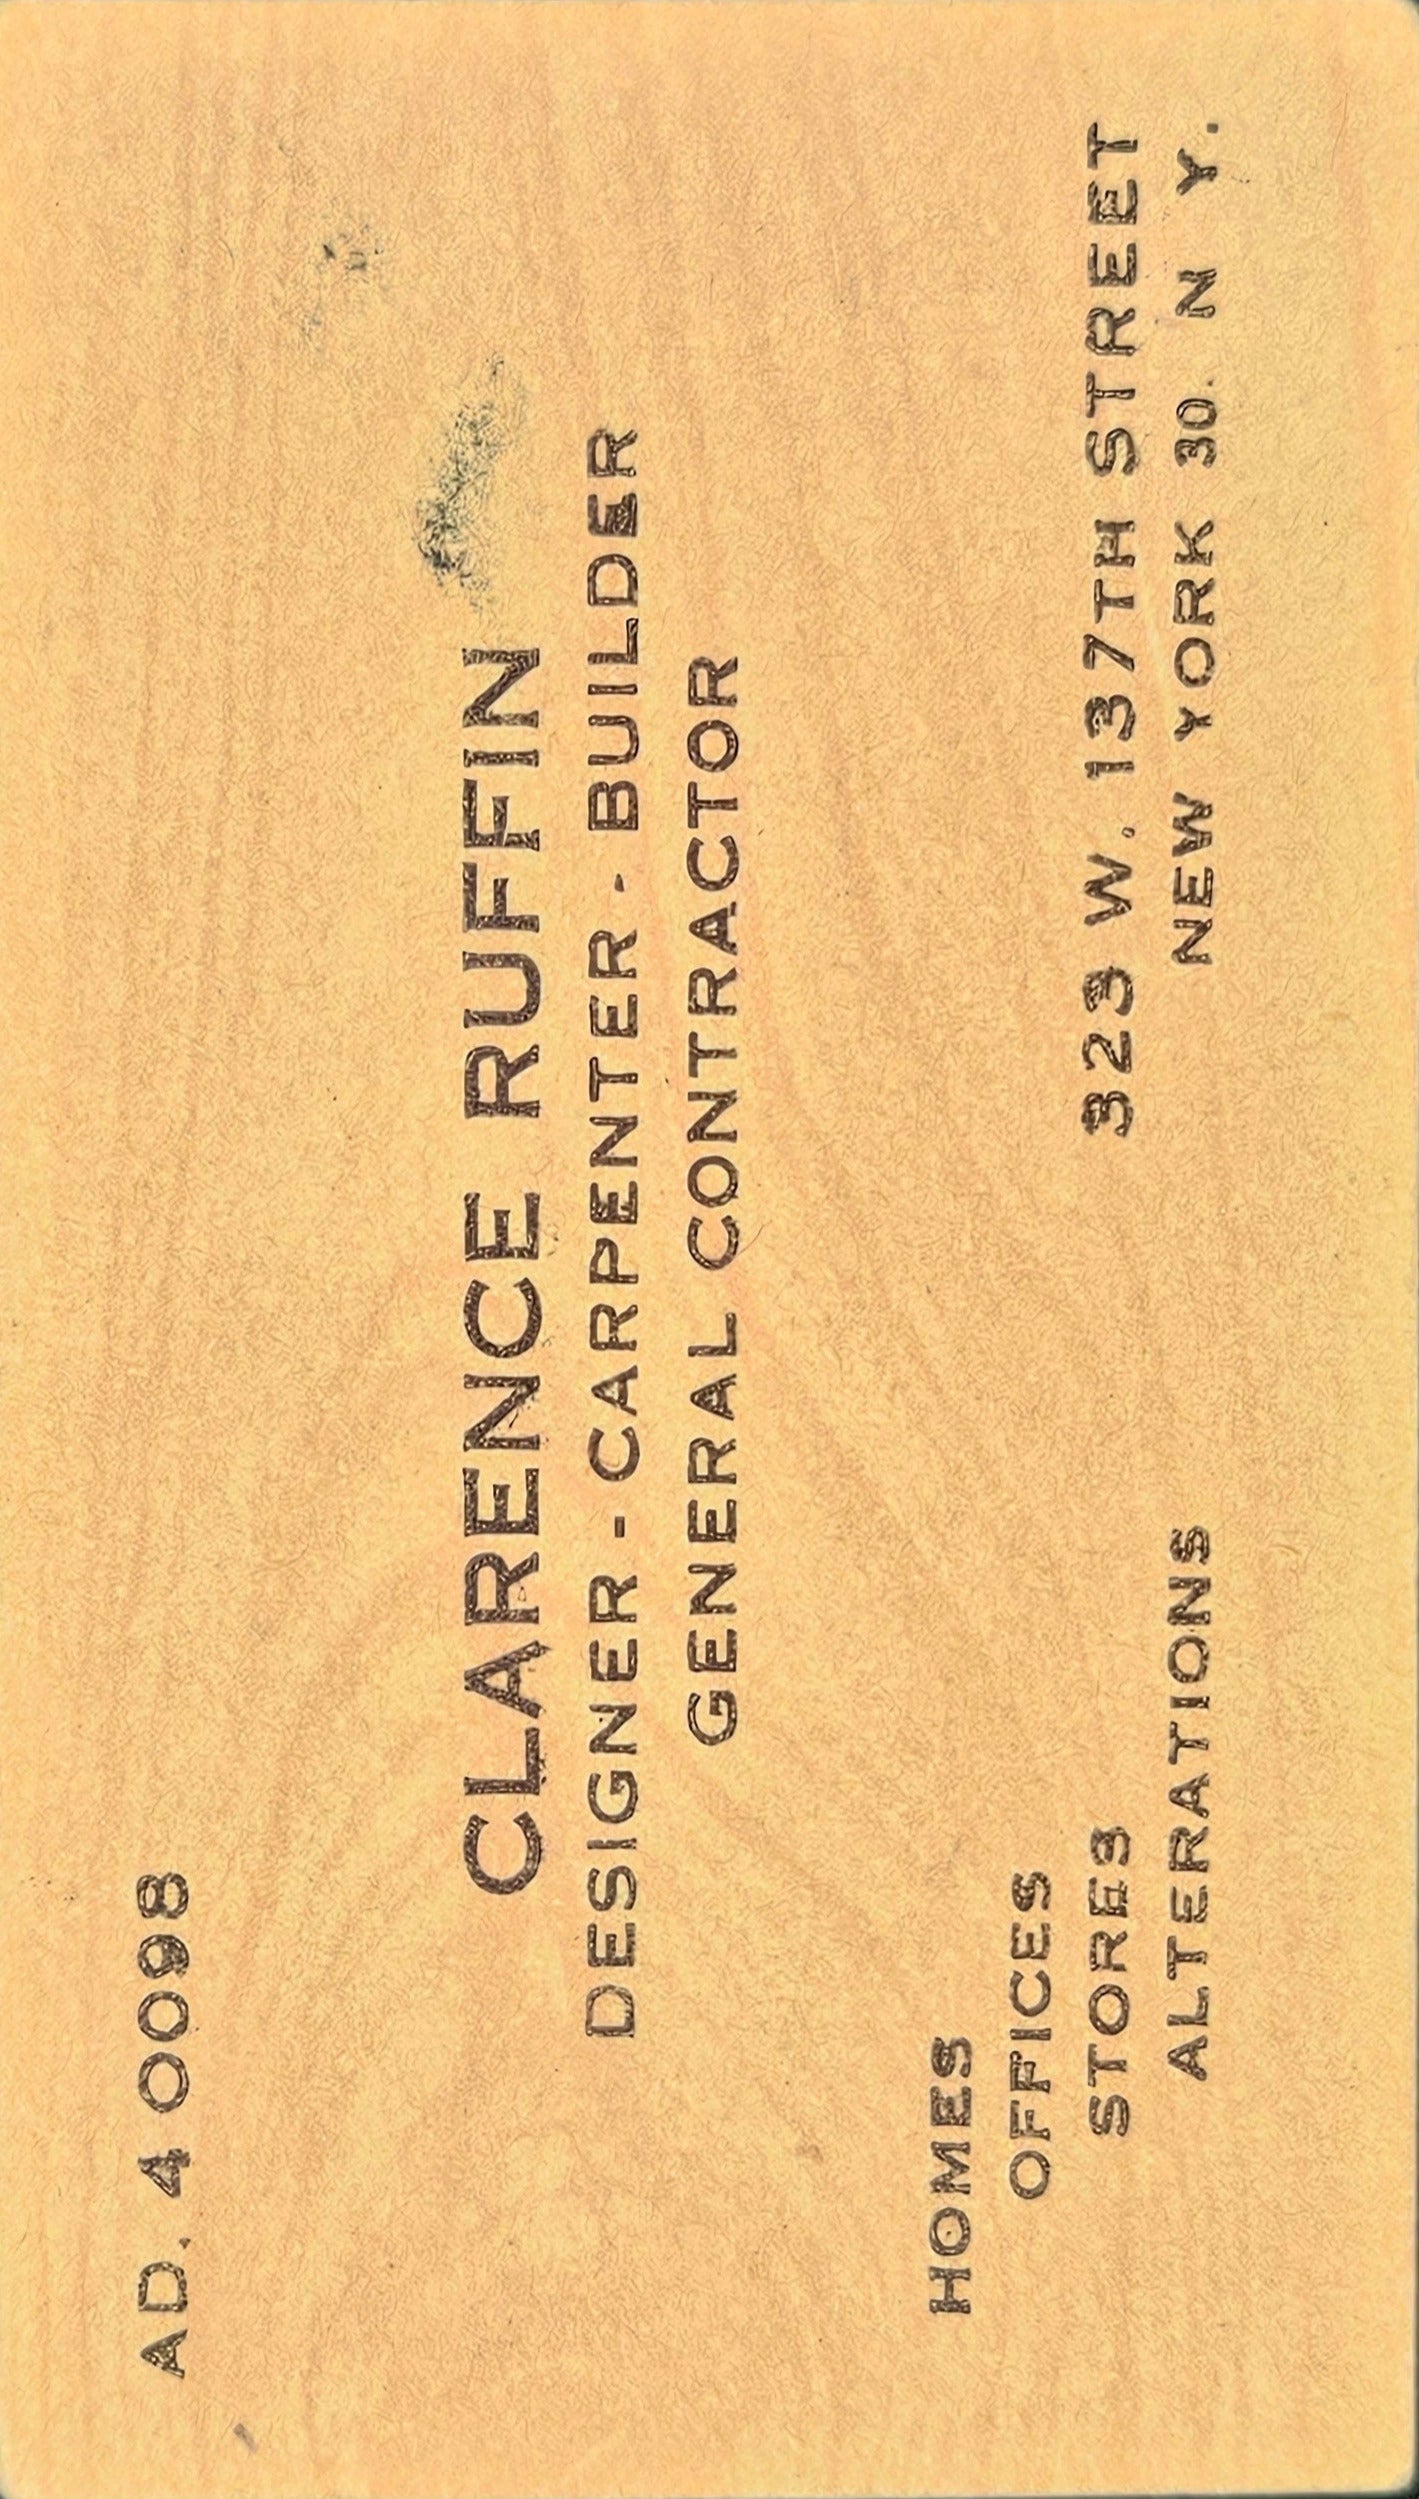 AD. 4 0098
CLARENCE RUFFIN
DESIGNER - CARPENTER - BUILDER
GENERAL CONTRACTOR
HOMES
OFFICES
STORES
ALTERATIONS
323 W. 137TH STREET
NEW YORK 30. N Y.